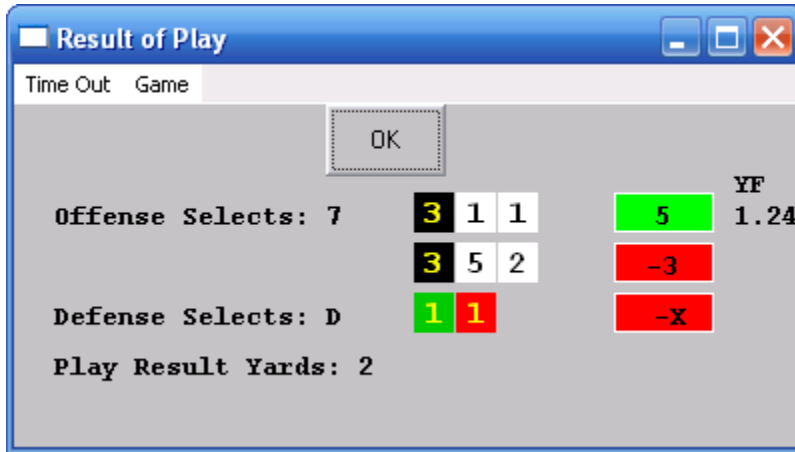 Result of Play
Time Out Game
OK
YF
Offense Selects: 7 3 1 1 5 1.24
3 5 2 -3
Defense Selects: D 1 1 -X
Play Result Yards: 2